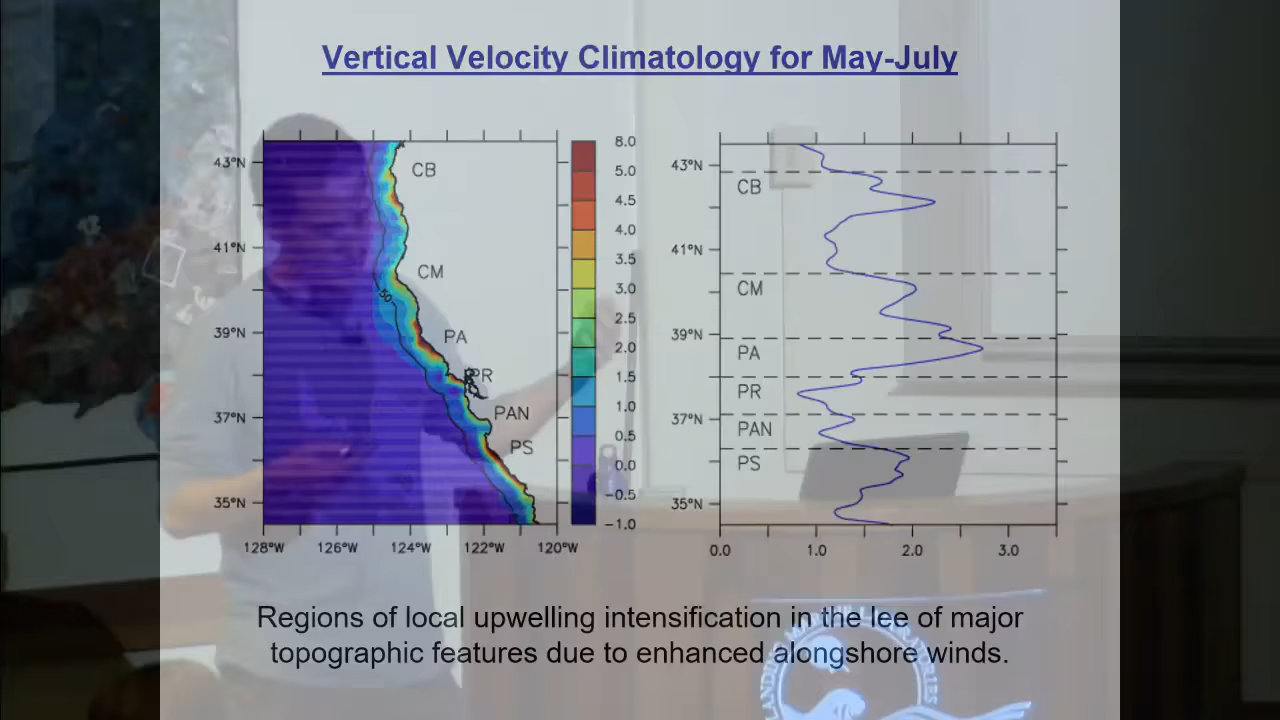 Vertical Velocity Climatology for May-July
43°N
41°N
39°N
37°N
35°N
128°W 126°W 124°W 122°W 120°W
CB
CM
PA
PR
PAN
PS
50
8.0
5.0
4.5
4.0
3.5
3.0
2.5
2.0
1.5
1.0
0.5
0.0
−0.5
−1.0
43°N
41°N
39°N
37°N
35°N
CB
CM
PA
PR
PAN
PS
0.0 1.0 2.0 3.0
Regions of local upwelling intensification in the lee of major
topographic features due to enhanced alongshore winds.